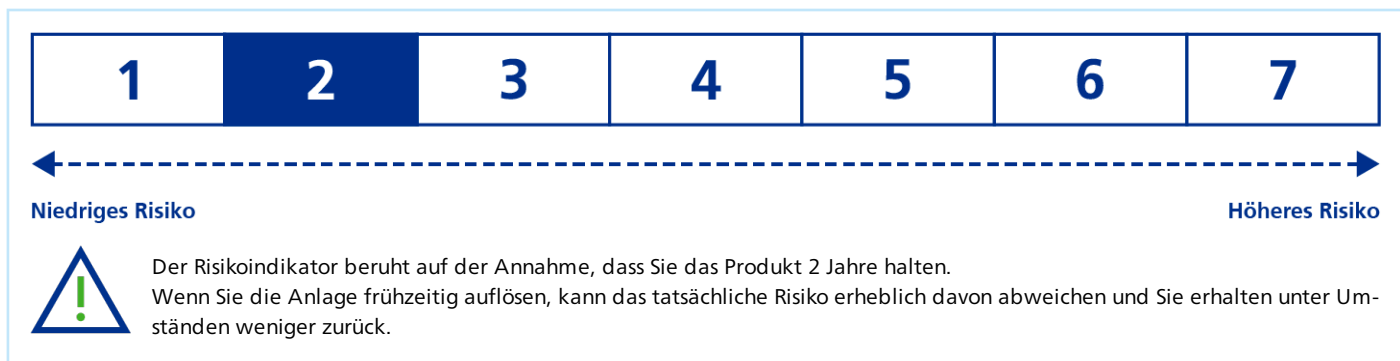 1 2 3 4 5 6 7
Niedriges Risiko Höheres Risiko
Der Risikoindikator beruht auf der Annahme, dass Sie das Produkt 2 Jahre halten.
Wenn Sie die Anlage frühzeitig auflösen, kann das tatsächliche Risiko erheblich davon abweichen und Sie erhalten unter Um-
ständen weniger zurück.